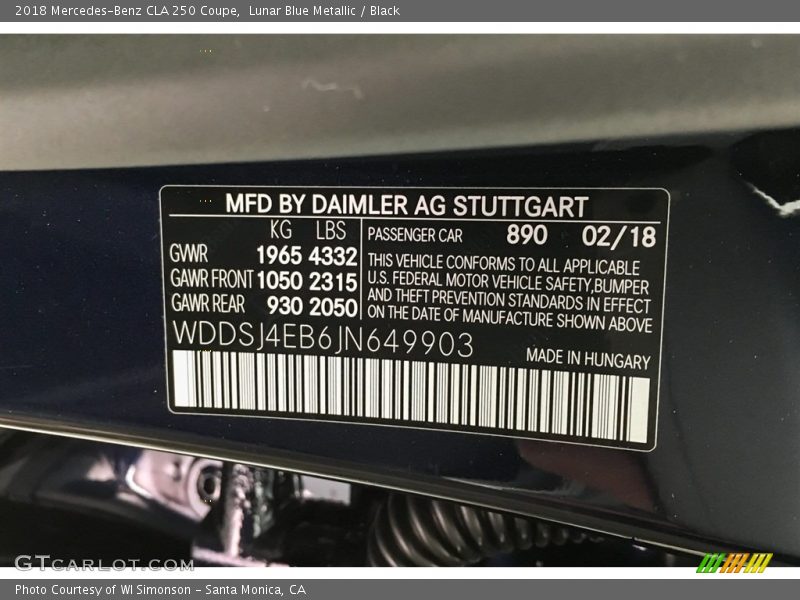 2018 Mercedes-Benz CLA 250 Coupe,  Lunar Blue Metallic / Black
MFD BY DAIMLER AG STUTTGART
KG LBS
GWR 1965 4332
GAWR FRONT 1050 2315
GAWR REAR 930 2050
PASSENGER CAR 890 02/18
THIS VEHICLE CONFORMS TO ALL APPLICABLE
U.S. FEDERAL MOTOR VEHICLE SAFETY,BUMPER
AND THEFT PREVENTION STANDARDS IN EFFECT
ON THE DATE OF MANUFACTURE SHOWN ABOVE
WDDSJ4EB6JN649903
MADE IN HUNGARY
GTCARLOT.COM
Photo Courtesy of WI Simonson - Santa Monica, CA